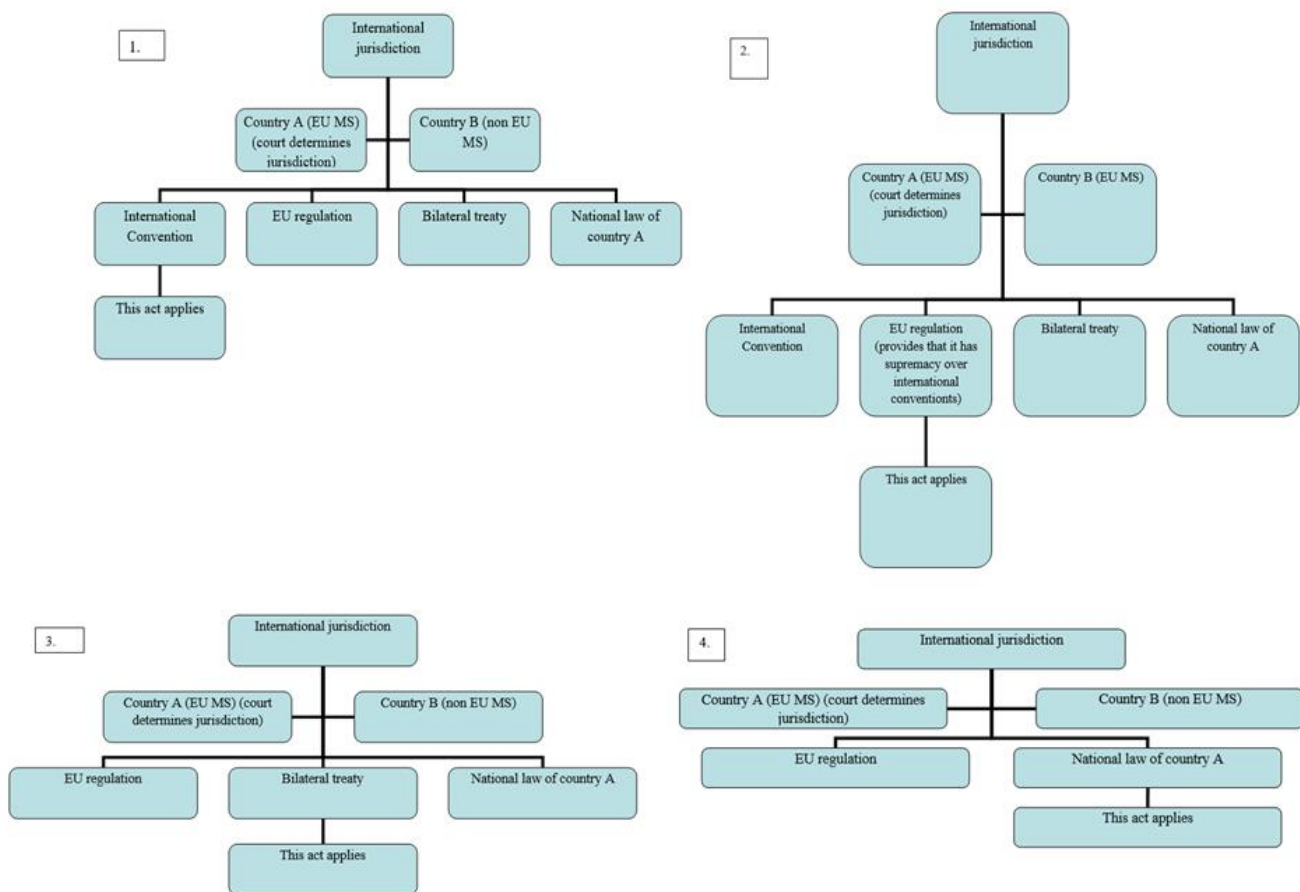 1.
International
jurisdiction
Country A (EU MS)
(court determines
jurisdiction)
Country B (non EU
MS)
International
Convention
EU regulation
Bilateral treaty
National law of
country A
This act applies
2.
International
jurisdiction
Country A (EU MS)
(court determines
jurisdiction)
Country B (EU MS)
International
Convention
EU regulation
(provides that it has
supremacy over
international
conventionts)
Bilateral treaty
National law of
country A
This act applies
3.
International jurisdiction
Country A (EU MS) (court
determines jurisdiction)
Country B (non EU MS)
EU regulation
Bilateral treaty
National law of country A
This act applies
4.
International jurisdiction
Country A (EU MS) (court determines
jurisdiction)
Country B (non EU MS)
EU regulation
National law of country A
This act applies